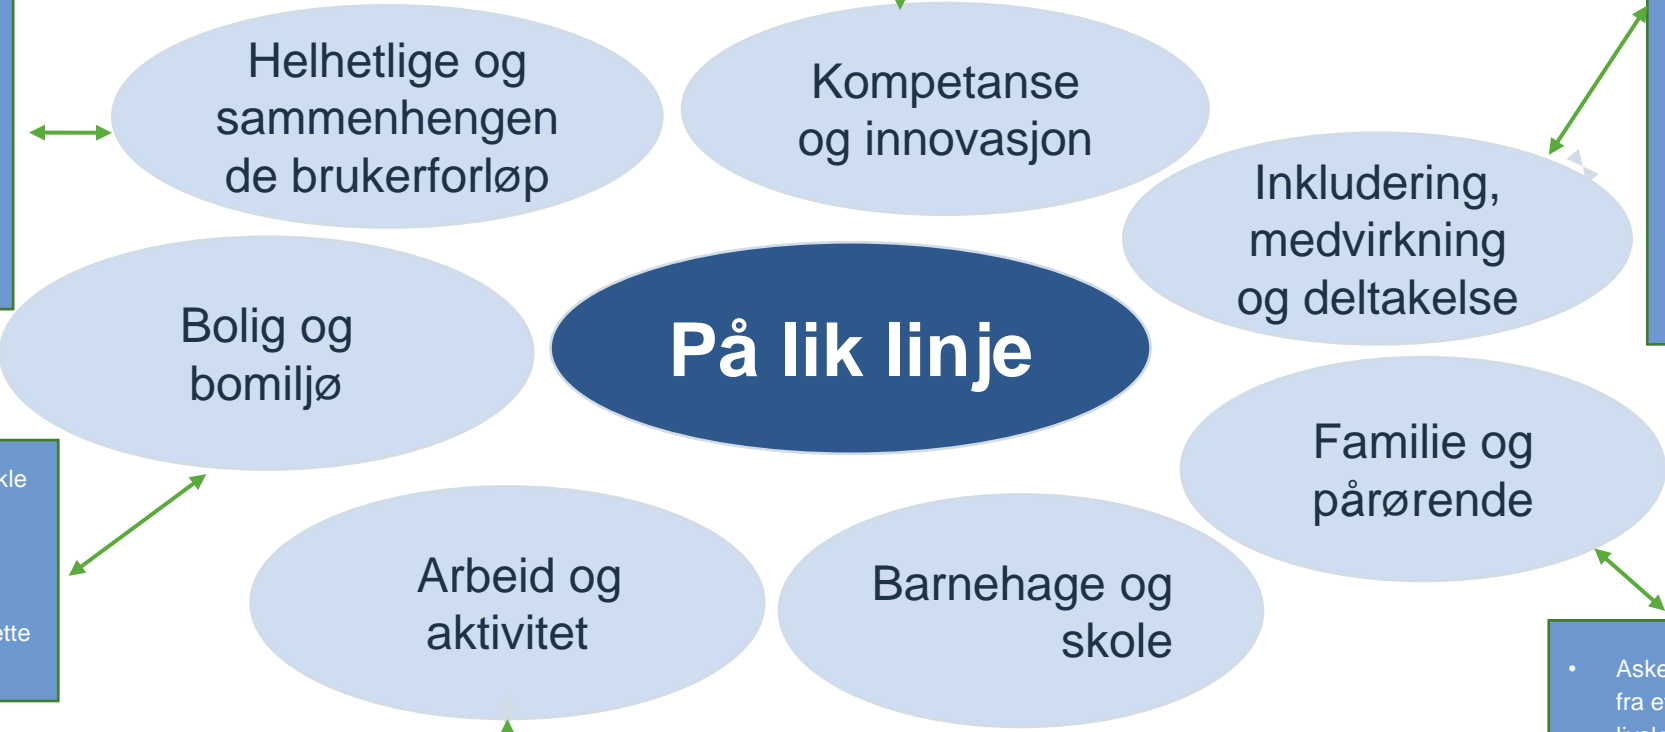 Helhetlige og
sammenhengen
de brukerforløp
Kompetanse
og innovasjon
Inkludering,
medvirkning
og deltakelse
Bolig og
bomiljø
På lik linje
Familie og
pårørende
Arbeid og
aktivitet
Barnehage og
skole
•
fra